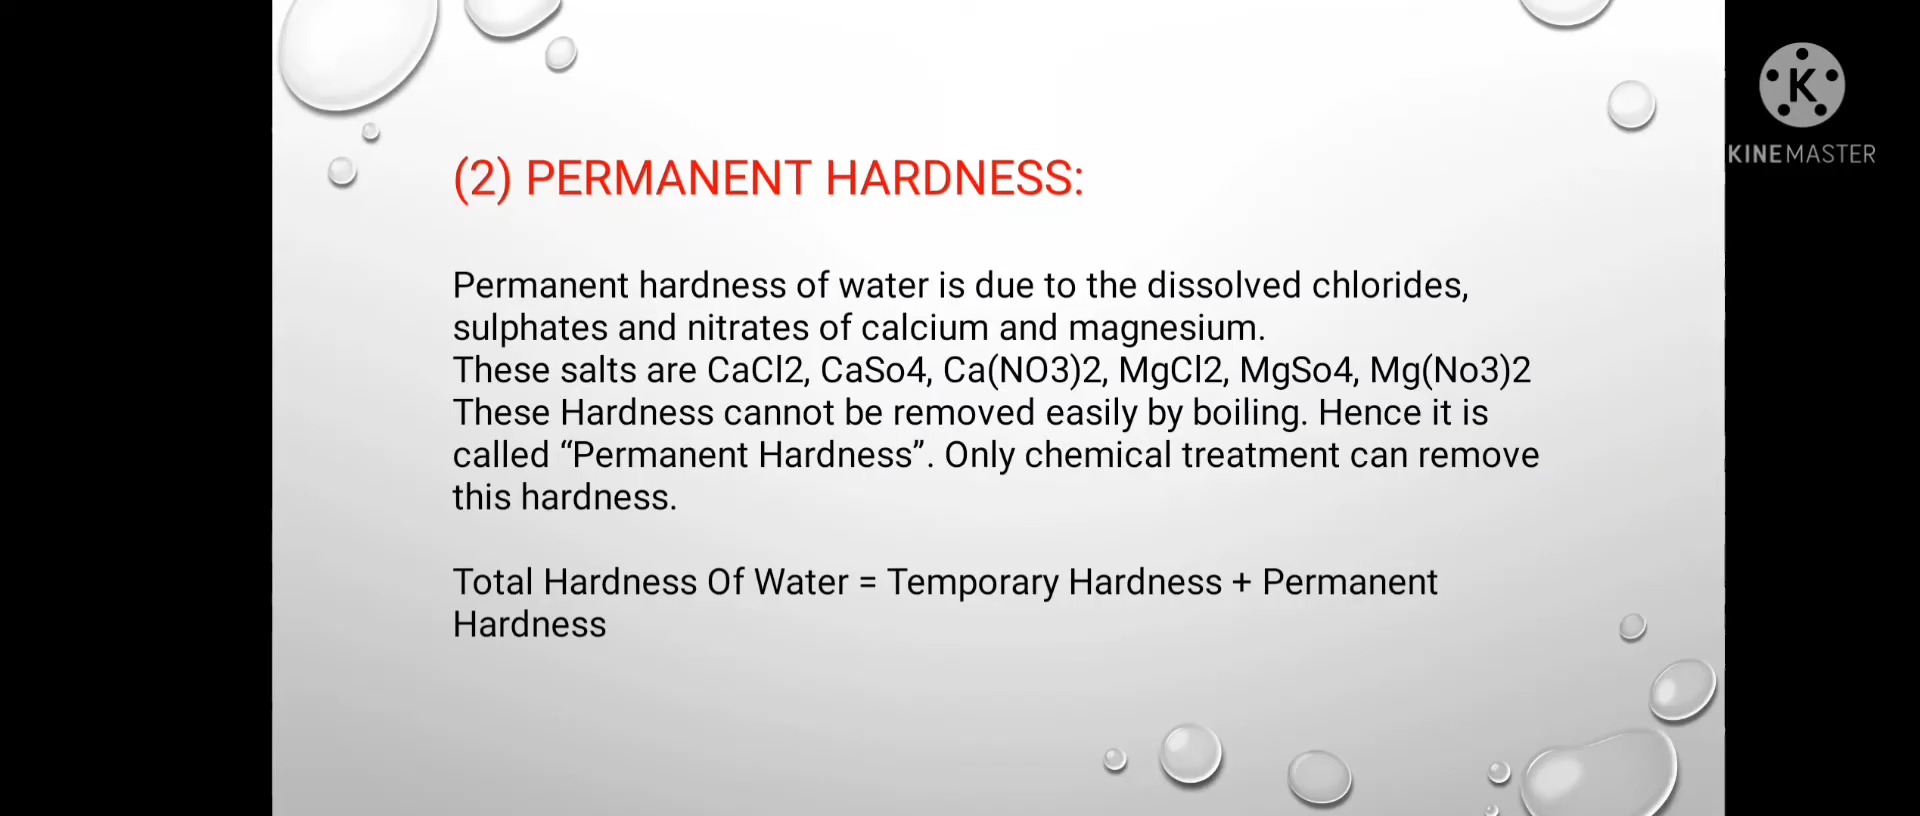 (2) PERMANENT HARDNESS:
Permanent hardness of water is due to the dissolved chlorides,
sulphates and nitrates of calcium and magnesium.
These salts are CaCl2, CaSo4, Ca(NO3)2, MgCl2, MgSo4, Mg(No3)2
These Hardness cannot be removed easily by boiling. Hence it is
called “Permanent Hardness”. Only chemical treatment can remove
this hardness.
Total Hardness Of Water = Temporary Hardness + Permanent
Hardness
K
KINEMASTER